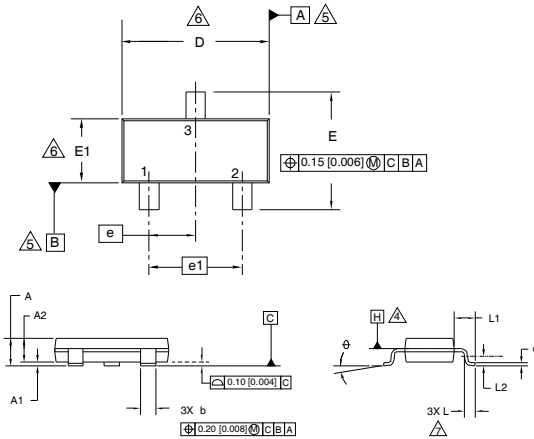 6
D
A
5
3
E
6
E1
⌖ 0.15 [0.006] Ⓜ C B A
1
2
5
B
e
e1
A
A2
C
H
4
L1
θ
A1
⌓ 0.10 [0.004] C
L2
3X b
3X L
⌖ 0.20 [0.008] Ⓜ C B A
7